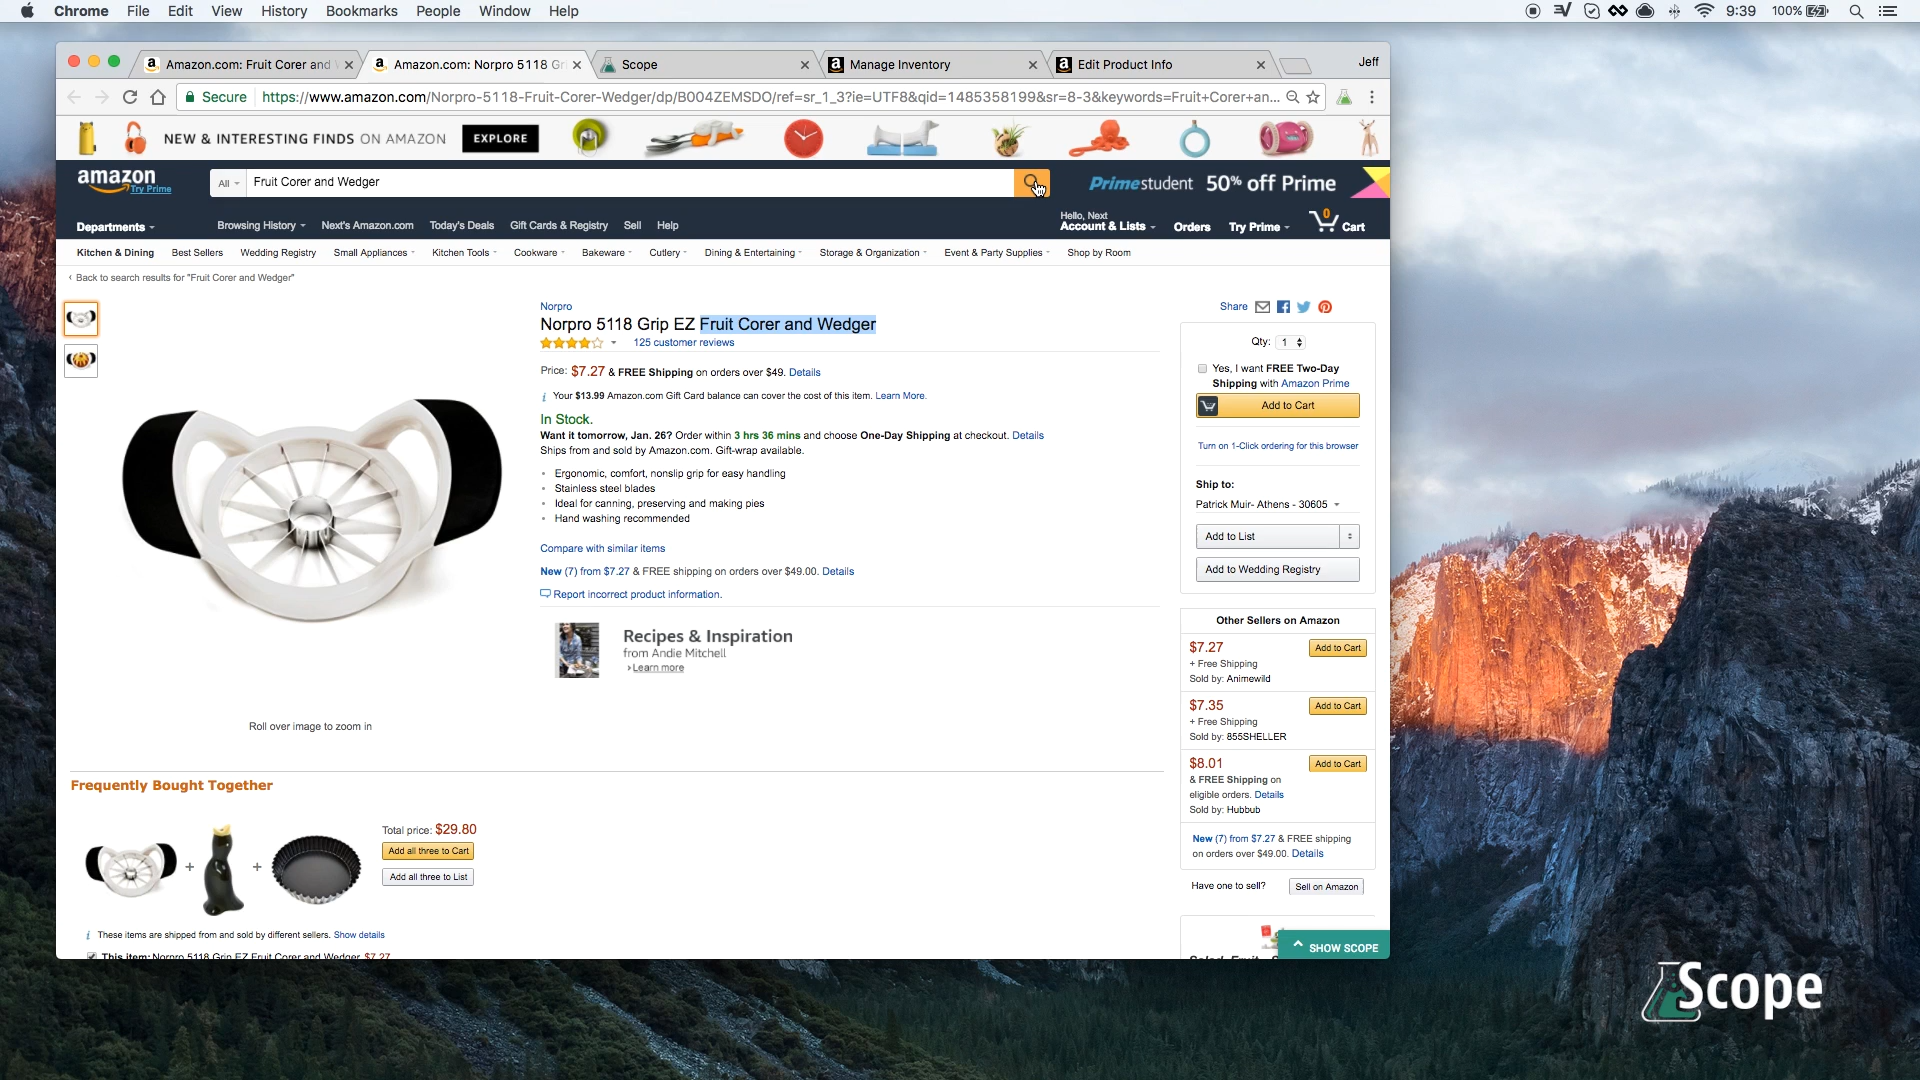 Chrome File Edit View History Bookmarks People Window Help
9:39 100%
Amazon.com: Fruit Corer and
Amazon.com: Norpro 5118 Gr
Scope
Manage Inventory
Edit Product Info
Jeff
Secure https://www.amazon.com/Norpro-5118-Fruit-Corer-Wedger/dp/B004ZEMSDO/ref=sr_1_3?ie=UTF8&qid=1485358199&sr=8-3&keywords=Fruit+Corer+an...
NEW & INTERESTING FINDS ON AMAZON EXPLORE
amazon
Try Prime
All Fruit Corer and Wedger
Prime student 50% off Prime
Departments Browsing History Next's Amazon.com Today's Deals Gift Cards & Registry Sell Help
Hello, Next
Account & Lists Orders Try Prime 0 Cart
Kitchen & Dining Best Sellers Wedding Registry Small Appliances Kitchen Tools Cookware Bakeware Cutlery Dining & Entertaining Storage & Organization Event & Party Supplies Shop by Room
‹ Back to search results for "Fruit Corer and Wedger"
Norpro
Norpro 5118 Grip EZ Fruit Corer and Wedger
125 customer reviews
Price: $7.27 & FREE Shipping on orders over $49. Details
i Your $13.99 Amazon.com Gift Card balance can cover the cost of this item. Learn More.
In Stock.
Want it tomorrow, Jan. 26? Order within 3 hrs 36 mins and choose One-Day Shipping at checkout. Details
Ships from and sold by Amazon.com. Gift-wrap available.
• Ergonomic, comfort, nonslip grip for easy handling
• Stainless steel blades
• Ideal for canning, preserving and making pies
• Hand washing recommended
Compare with similar items
New (7) from $7.27 & FREE shipping on orders over $49.00. Details
Report incorrect product information.
Recipes & Inspiration
from Andie Mitchell
›Learn more
Roll over image to zoom in
Share
Qty: 1
Yes, I want FREE Two-Day
Shipping with Amazon Prime
Add to Cart
Turn on 1-Click ordering for this browser
Ship to:
Patrick Muir- Athens - 30605
Add to List
Add to Wedding Registry
Other Sellers on Amazon
$7.27 Add to Cart
+ Free Shipping
Sold by: Animewild
$7.35 Add to Cart
+ Free Shipping
Sold by: 855SHELLER
$8.01 Add to Cart
& FREE Shipping on
eligible orders. Details
Sold by: Hubbub
New (7) from $7.27 & FREE shipping
on orders over $49.00. Details
Have one to sell? Sell on Amazon
Frequently Bought Together
+ +
Total price: $29.80
Add all three to Cart
Add all three to List
i These items are shipped from and sold by different sellers. Show details
This item: Norpro 5118 Grip EZ Fruit Corer and Wedger $7.27
SHOW SCOPE
Scope